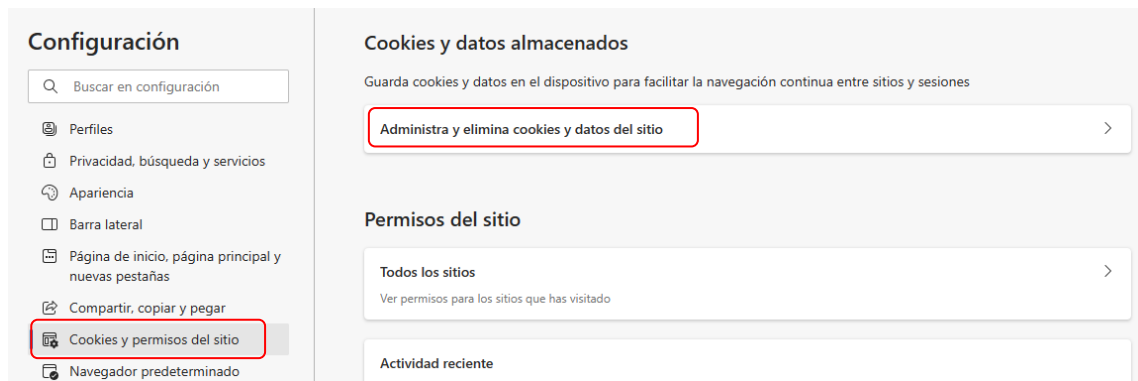 Configuración
Buscar en configuración
Perfiles
Privacidad, búsqueda y servicios
Apariencia
Barra lateral
Página de inicio, página principal y
nuevas pestañas
Compartir, copiar y pegar
Cookies y permisos del sitio
Navegador predeterminado
Cookies y datos almacenados
Guarda cookies y datos en el dispositivo para facilitar la navegación continua entre sitios y sesiones
Administra y elimina cookies y datos del sitio
Permisos del sitio
Todos los sitios
Ver permisos para los sitios que has visitado
Actividad reciente